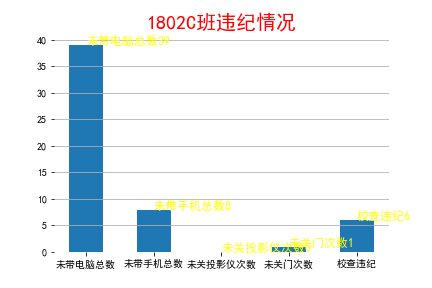 1802C班违纪情况
40
35
30
25
20
15
10
5
0
未带电脑总数39
未带手机总数8
未关投影仪次数0
未关门次数1
校查违纪6
未带电脑总数 未带手机总数 未关投影仪次数 未关门次数 校查违纪